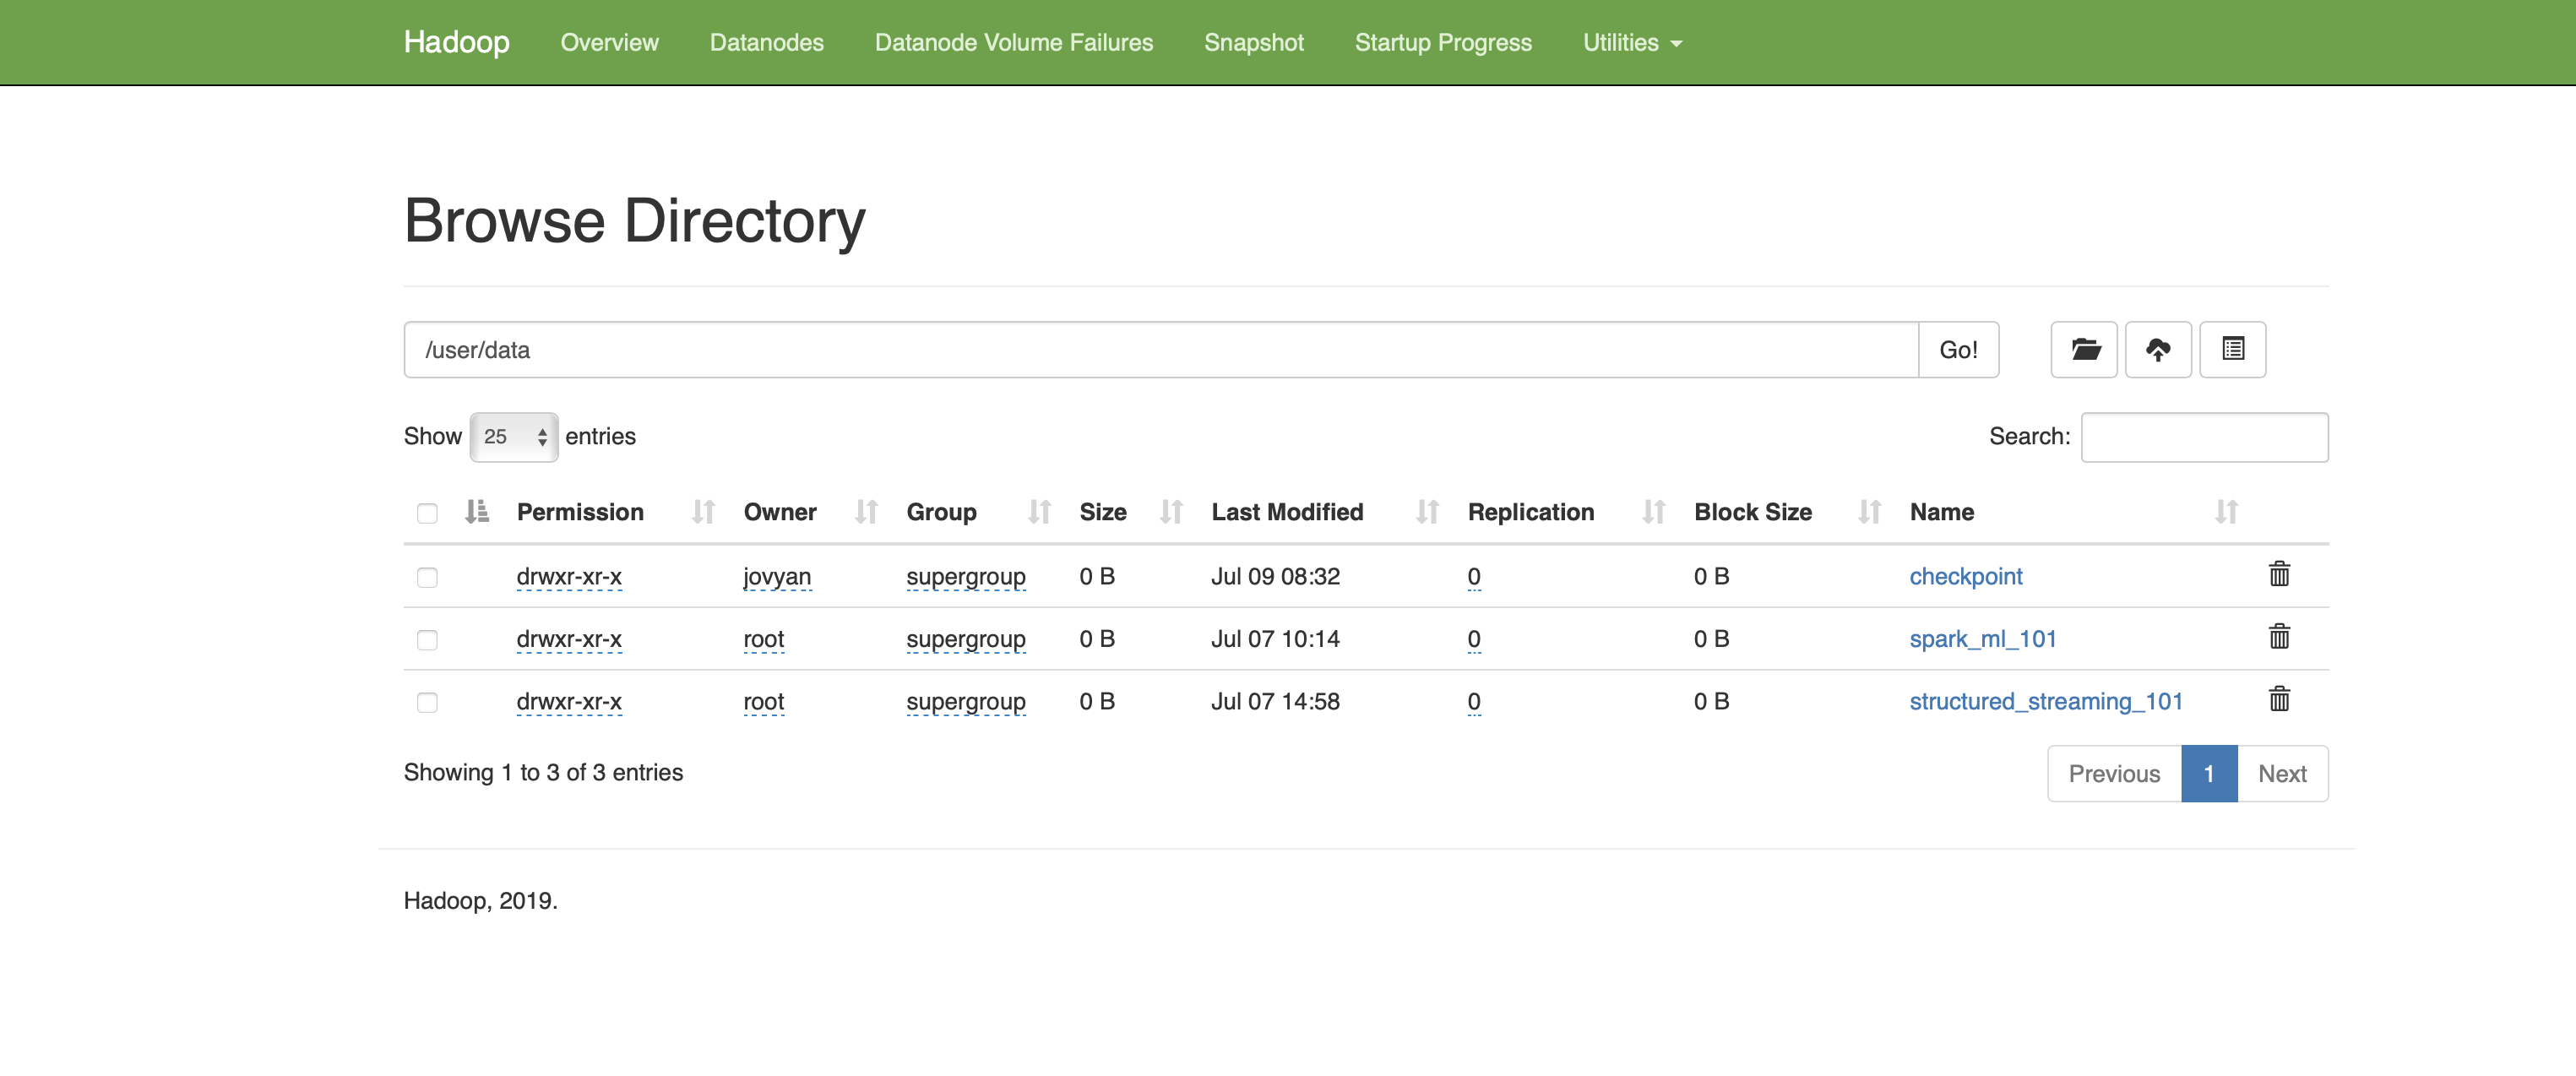 Hadoop Overview Datanodes Datanode Volume Failures Snapshot Startup Progress Utilities
Browse Directory
/user/data Go!
Show 25 entries Search:
Permission Owner Group Size Last Modified Replication Block Size Name
drwxr-xr-x jovyan supergroup 0 B Jul 09 08:32 0 0 B checkpoint
drwxr-xr-x root supergroup 0 B Jul 07 10:14 0 0 B spark_ml_101
drwxr-xr-x root supergroup 0 B Jul 07 14:58 0 0 B structured_streaming_101
Showing 1 to 3 of 3 entries Previous 1 Next
Hadoop, 2019.